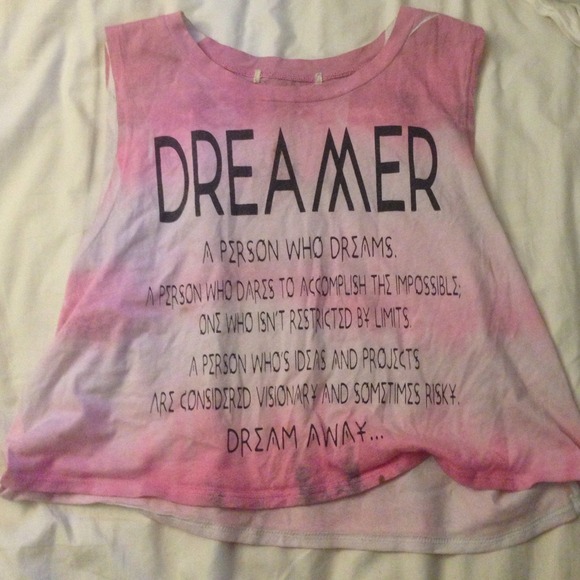 DREAMER
A PERSON WHO DREAMS.
A PERSON WHO DARES TO ACCOMPLISH THE IMPOSSIBLE;
ONE WHO ISN'T RESTRICTED BY LIMITS.
A PERSON WHO'S IDEAS AND PROJECTS
ARE CONSIDERED VISIONARY AND SOMETIMES RISKY.
DREAM AWAY...